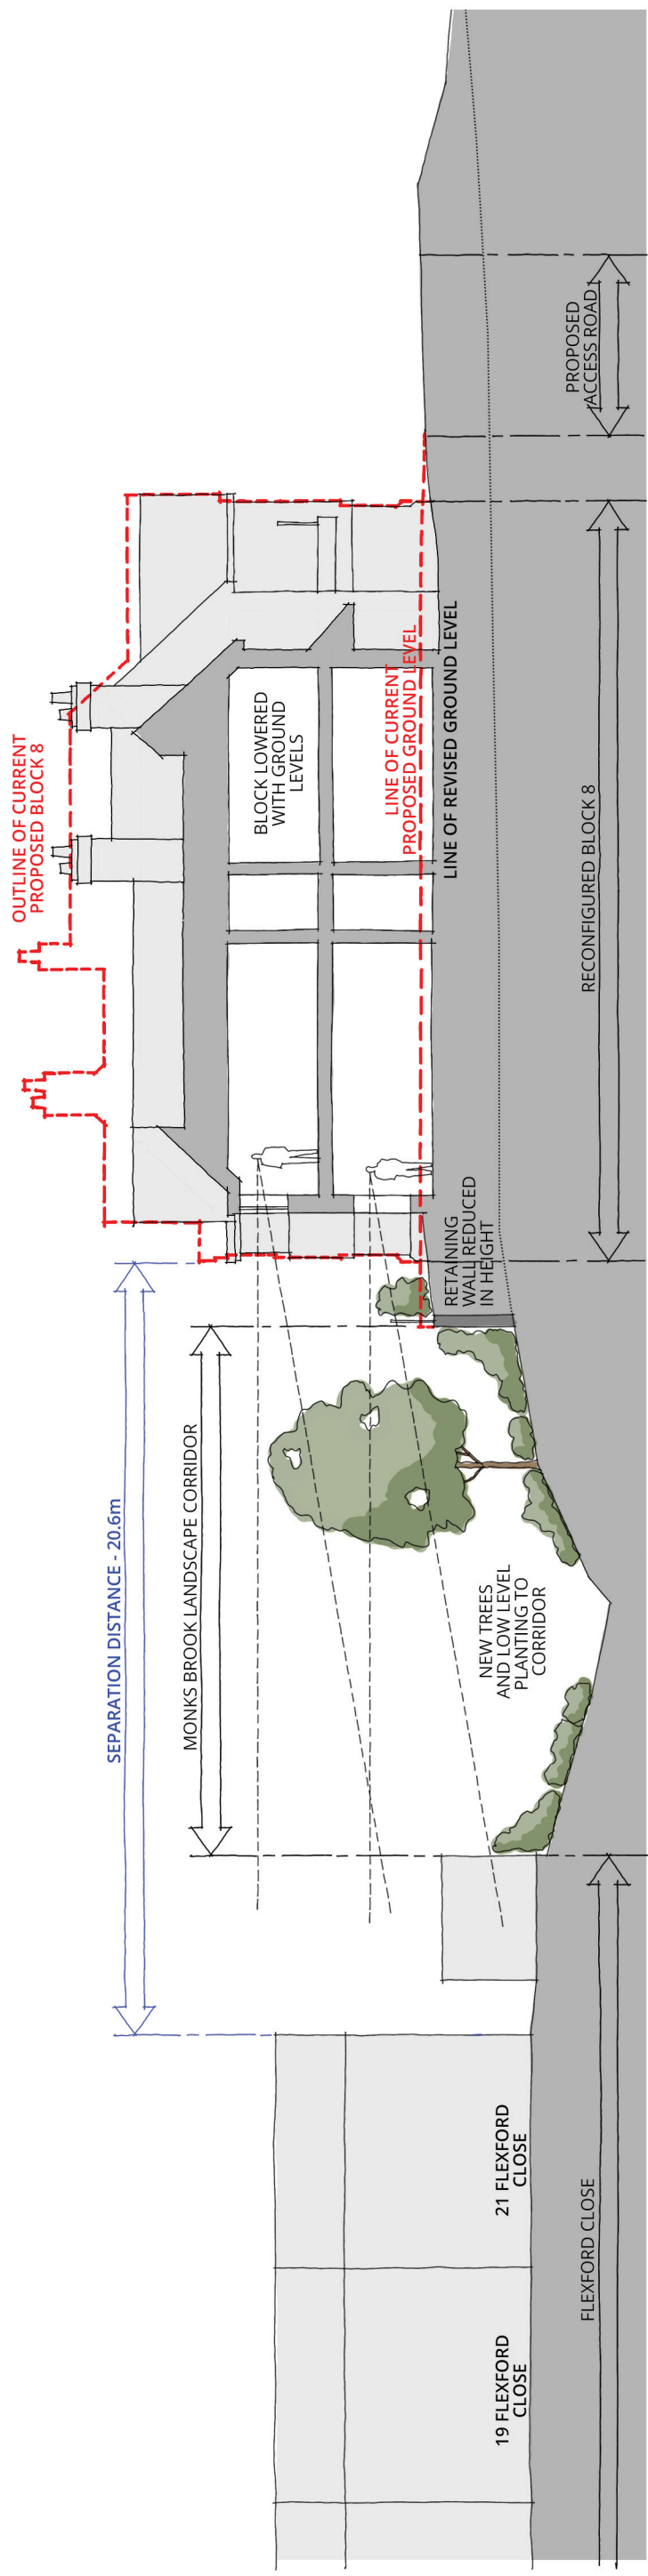 OUTLINE OF CURRENT
PROPOSED BLOCK 8
SEPARATION DISTANCE - 20.6m
MONKS BROOK LANDSCAPE CORRIDOR
BLOCK LOWERED
WITH GROUND
LEVELS
LINE OF CURRENT
PROPOSED GROUND LEVEL
LINE OF REVISED GROUND LEVEL
RETAINING
WALL REDUCED
IN HEIGHT
NEW TREES
AND LOW LEVEL
PLANTING TO
CORRIDOR
19 FLEXFORD
CLOSE
21 FLEXFORD
CLOSE
FLEXFORD CLOSE
RECONFIGURED BLOCK 8
PROPOSED
ACCESS ROAD